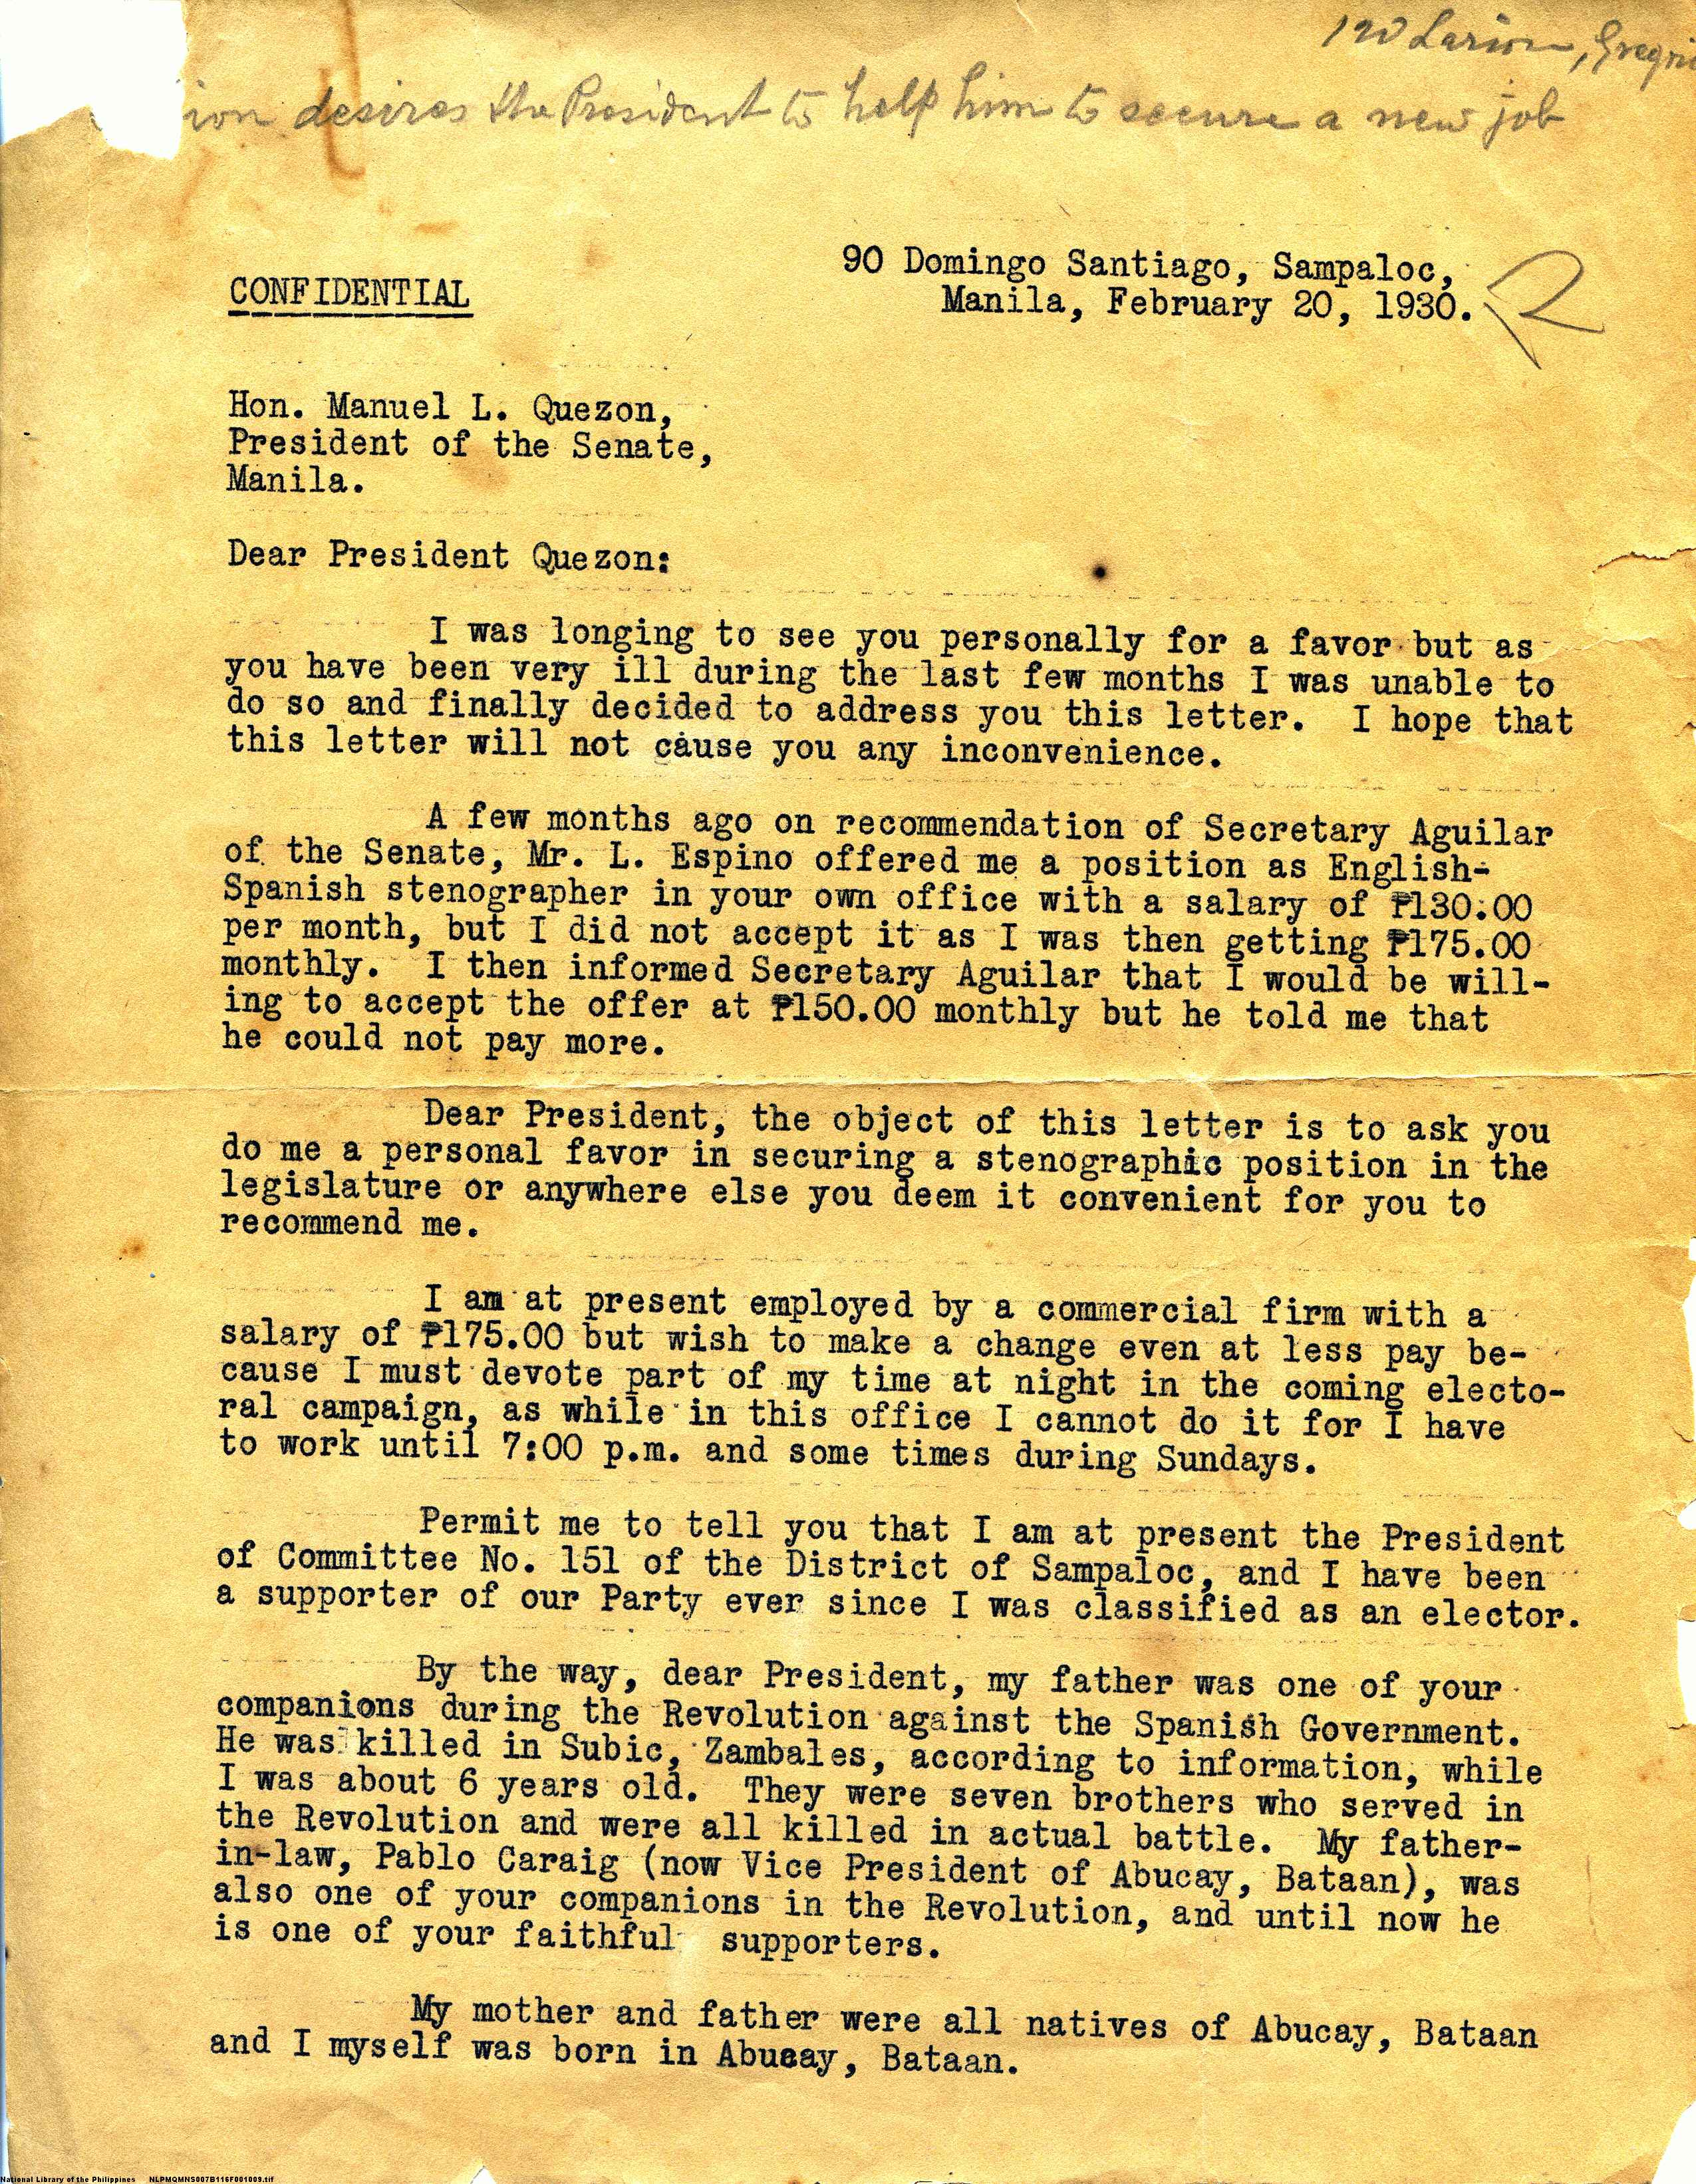 Larion, Gregri
ion desires the President to help him to secure a new job
90 Domingo Santiago, Sampaloc,
CONFIDENTIAL
Manila, February 20, 1930.
Hon. Manuel L. Quezon,
President of the Senate,
Manila.
Dear President Quezon:
I was longing to see you personally for a favor but as
you have been very ill during the last few months I was unable to
do so and finally decided to address you this letter. I hope that
this letter will not cause you any inconvenience.
A few months ago on recommendation of Secretary Aguilar
of the Senate, Mr. L. Espino offered me a position as English-
Spanish stenographer in your own office with a salary of ₱130.00
per month, but I did not accept it as I was then getting ₱175.00
monthly. I then informed Secretary Aguilar that I would be will-
ing to accept the offer at ₱150.00 monthly but he told me that
he could not pay more.
Dear President, the object of this letter is to ask you
do me a personal favor in securing a stenographic position in the
legislature or anywhere else you deem it convenient for you to
recommend me.
I am at present employed by a commercial firm with a
salary of ₱175.00 but wish to make a change even at less pay be-
cause I must devote part of my time at night in the coming electo-
ral campaign, as while in this office I cannot do it for I have
to work until 7:00 p.m. and some times during Sundays.
Permit me to tell you that I am at present the President
of Committee No. 151 of the District of Sampaloc, and I have been
a supporter of our Party ever since I was classified as an elector.
By the way, dear President, my father was one of your
companions during the Revolution against the Spanish Government.
He was killed in Subic, Zambales, according to information, while
I was about 6 years old. They were seven brothers who served in
the Revolution and were all killed in actual battle. My father-
in-law, Pablo Caraig (now Vice President of Abucay, Bataan), was
also one of your companions in the Revolution, and until now he
is one of your faithful supporters.
My mother and father were all natives of Abucay, Bataan
and I myself was born in Abucay, Bataan.
National Library of the Philippines NLPMQMNS007B116F001009.tif